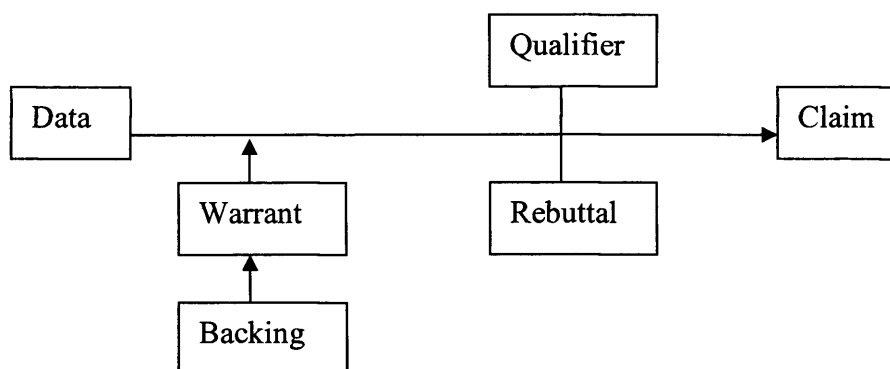 Qualifier
Data
Claim
Warrant
Rebuttal
Backing